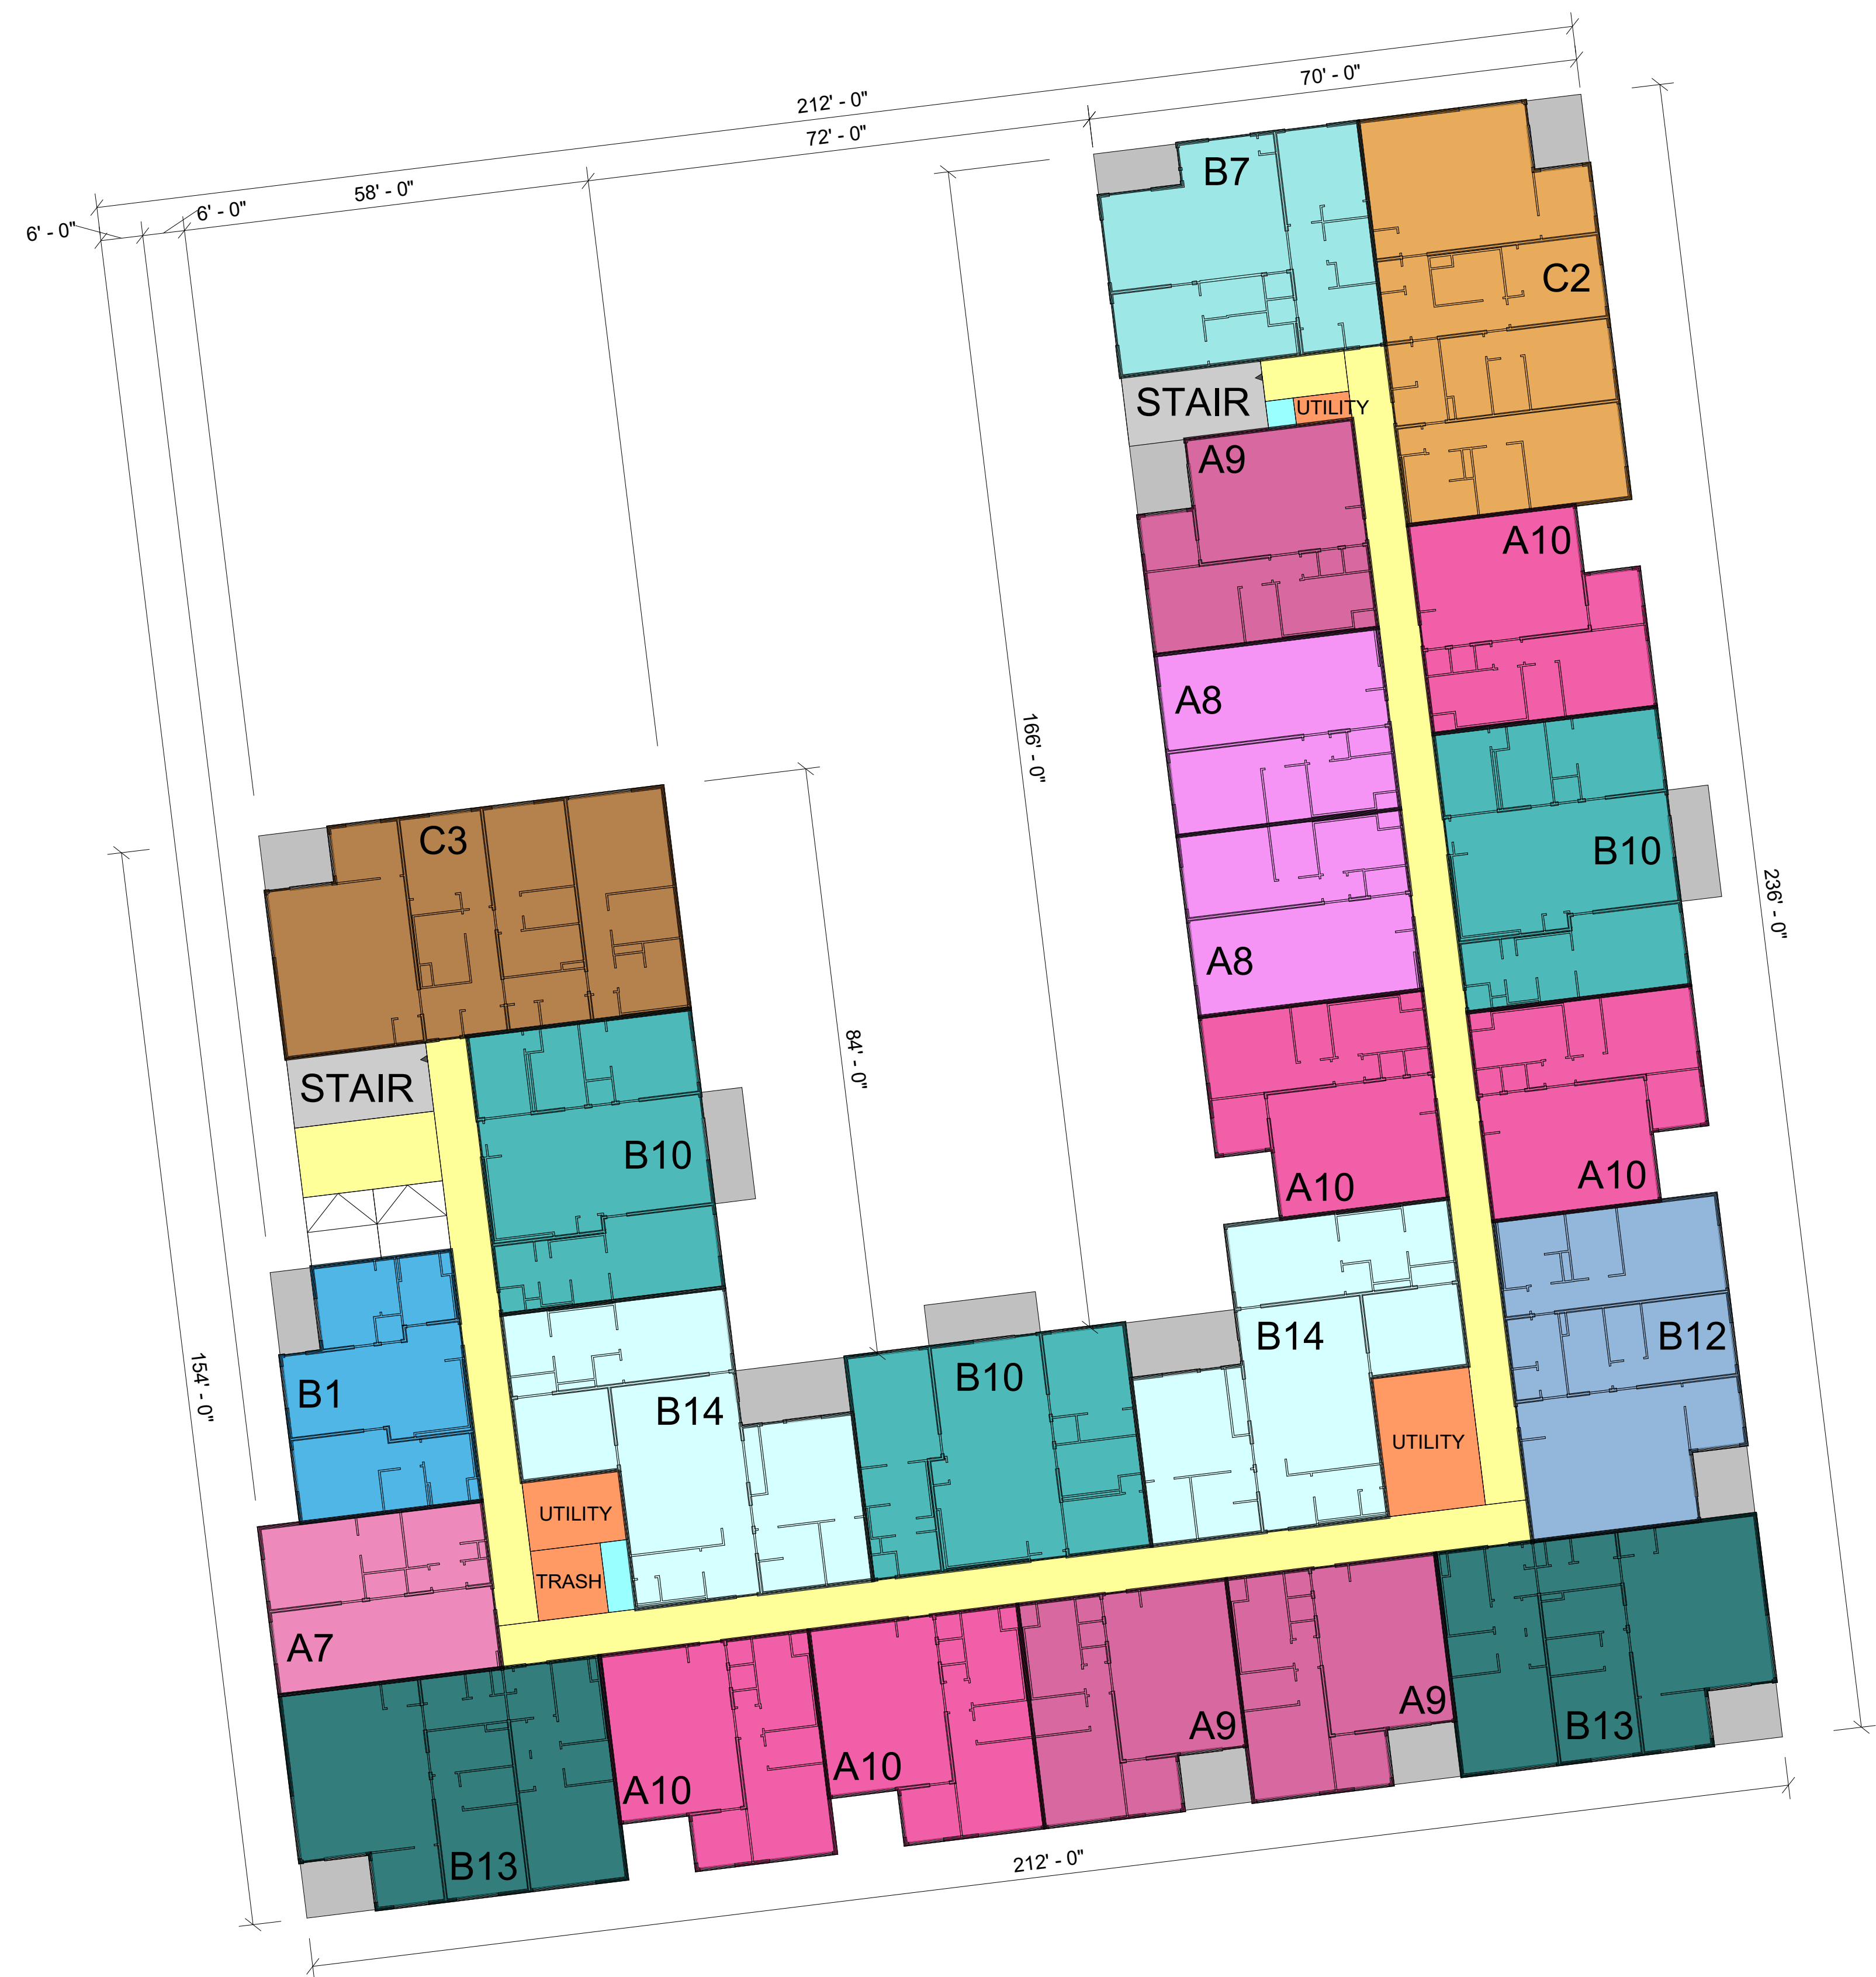 212' - 0"
70' - 0"
72' - 0"
58' - 0"
6' - 0"
6' - 0"
B7
C2
STAIR
UTILITY
A9
A10
A8
166' - 0"
C3
B10
236' - 0"
A8
84' - 0"
STAIR
B10
A10
A10
B14
B12
B10
B1
B14
154' - 0"
UTILITY
UTILITY
TRASH
A7
A9
A9
B13
A10
A10
B13
212' - 0"